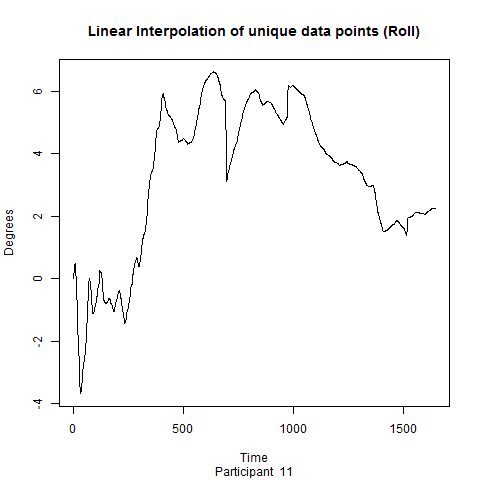 Linear Interpolation of unique data points (Roll)
Degrees
6
4
2
0
-2
-4
0 500 1000 1500
Time
Participant 11